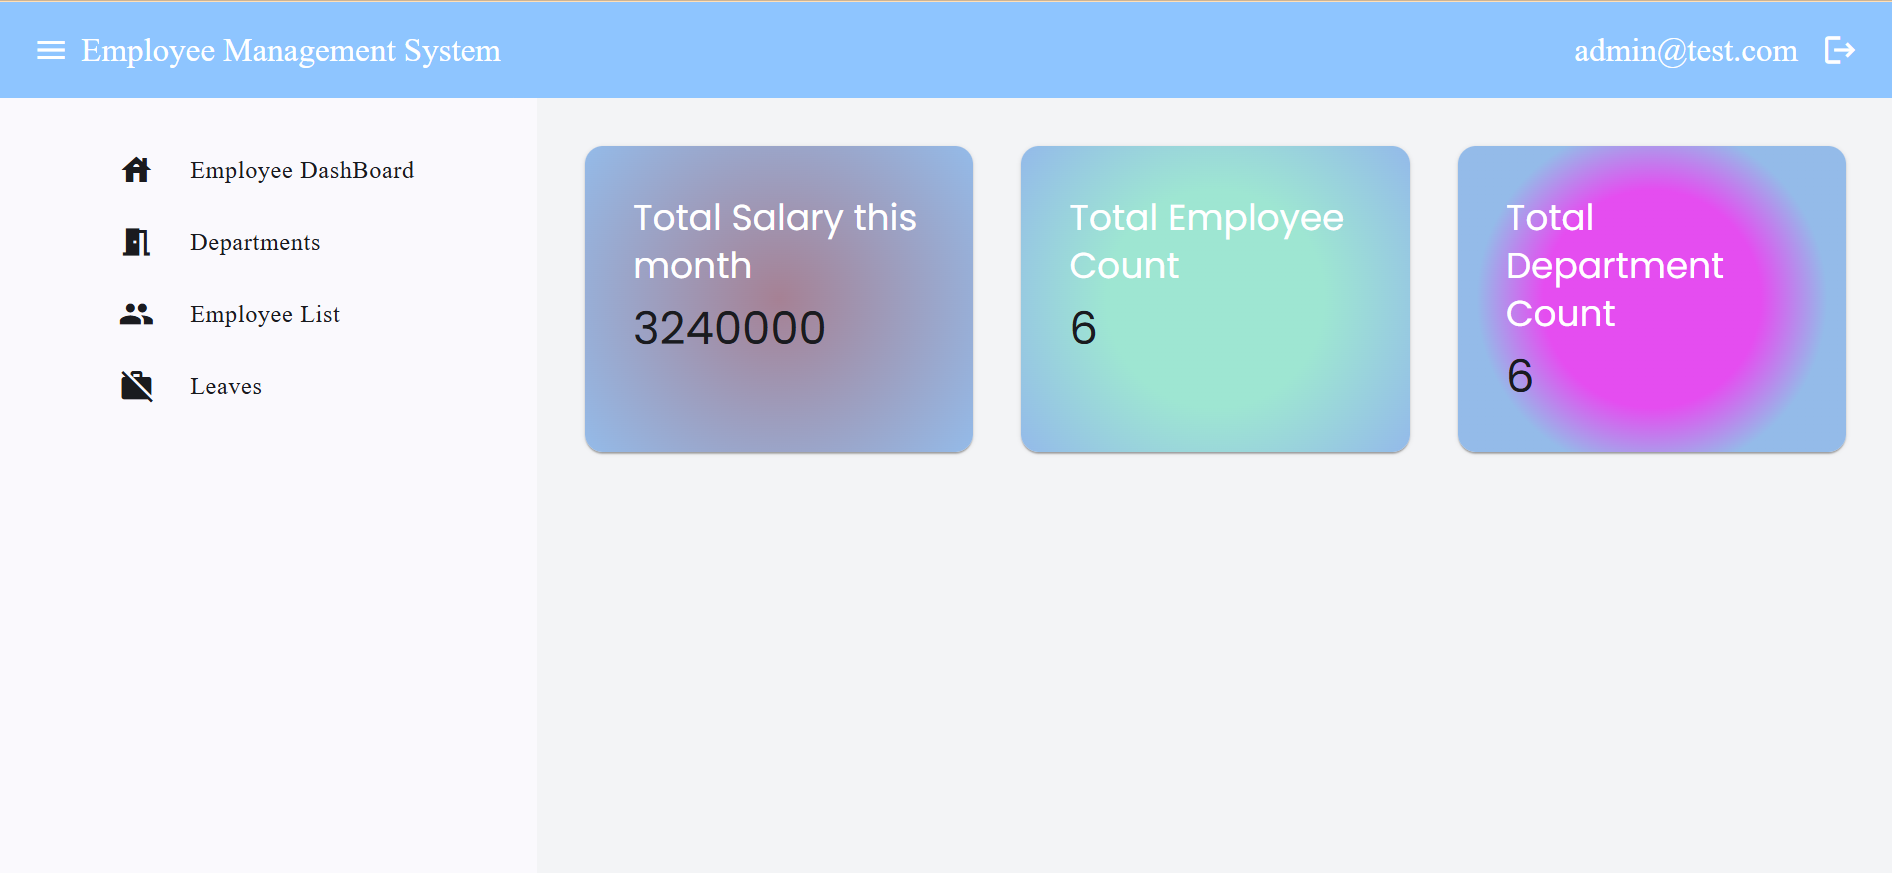 Employee Management System
admin@test.com
Employee DashBoard
Departments
Employee List
Leaves
Total Salary this
month
3240000
Total Employee
Count
6
Total
Department
Count
6